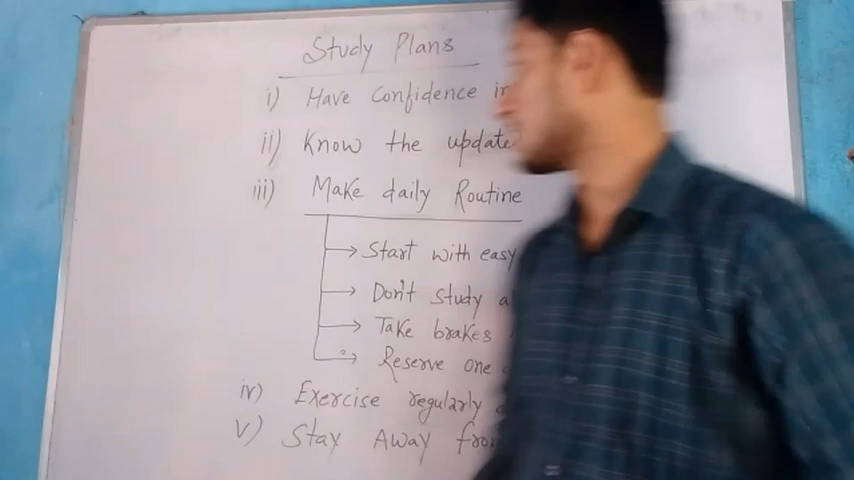 Study Plans
i) Have Confidence in
ii) Know the update
iii) Make daily Routine
→ Start with easy
→ Don't study a
→ Take brakes
→ Reserve one
iv) Exercise regularly
v) Stay Away from